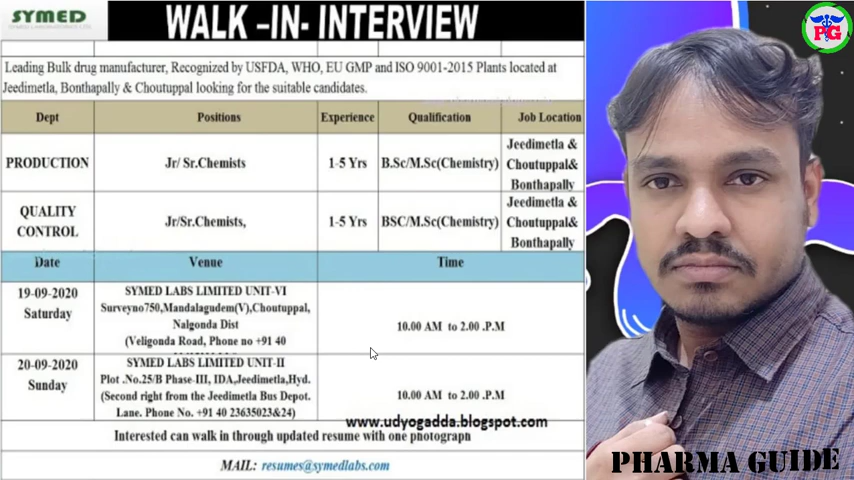 SYMED
WALK –IN- INTERVIEW
PG
Leading Bulk drug manufacturer, Recognized by USFDA, WHO, EU GMP and ISO 9001-2015 Plants located at
Jeedimetla, Bonthapally & Choutuppal looking for the suitable candidates.
Dept Positions Experience Qualification Job Location
PRODUCTION Jr/ Sr.Chemists 1-5 Yrs B.Sc/M.Sc(Chemistry) Jeedimetla &
Choutuppal&
Bonthapally
QUALITY
CONTROL Jr/Sr.Chemists, 1-5 Yrs BSC/M.Sc(Chemistry) Jeedimetla &
Choutuppal&
Bonthapally
Date Venue Time
19-09-2020
Saturday
SYMED LABS LIMITED UNIT-VI
Surveyno750,Mandalagudem(V),Choutuppal,
Nalgonda Dist
(Veligonda Road, Phone no +91 40
10.00 AM to 2.00 .P.M
20-09-2020
Sunday
SYMED LABS LIMITED UNIT-II
Plot .No.25/B Phase-III, IDA,Jeedimetla,Hyd.
(Second right from the Jeedimetla Bus Depot.
Lane. Phone No. +91 40 23635023&24)
10.00 AM to 2.00 .P.M
www.udyogadda.blogspot.com
Interested can walk in through updated resume with one photograph
MAIL: resumes@symedlabs.com
PHARMA GUIDE